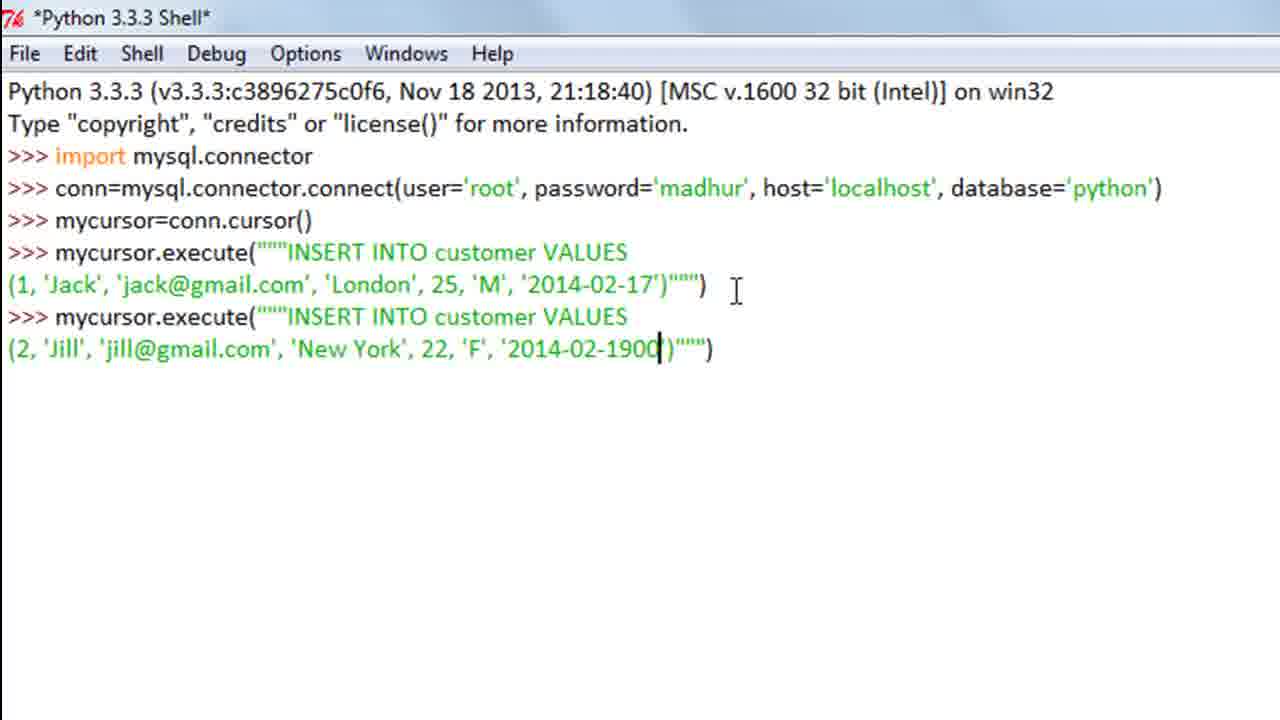 *Python 3.3.3 Shell*
File Edit Shell Debug Options Windows Help
Python 3.3.3 (v3.3.3:c3896275c0f6, Nov 18 2013, 21:18:40) [MSC v.1600 32 bit (Intel)] on win32
Type "copyright", "credits" or "license()" for more information.
>>> import mysql.connector
>>> conn=mysql.connector.connect(user='root', password='madhur', host='localhost', database='python')
>>> mycursor=conn.cursor()
>>> mycursor.execute("""INSERT INTO customer VALUES
(1, 'Jack', 'jack@gmail.com', 'London', 25, 'M', '2014-02-17')""")
>>> mycursor.execute("""INSERT INTO customer VALUES
(2, 'Jill', 'jill@gmail.com', 'New York', 22, 'F', '2014-02-1900')""")